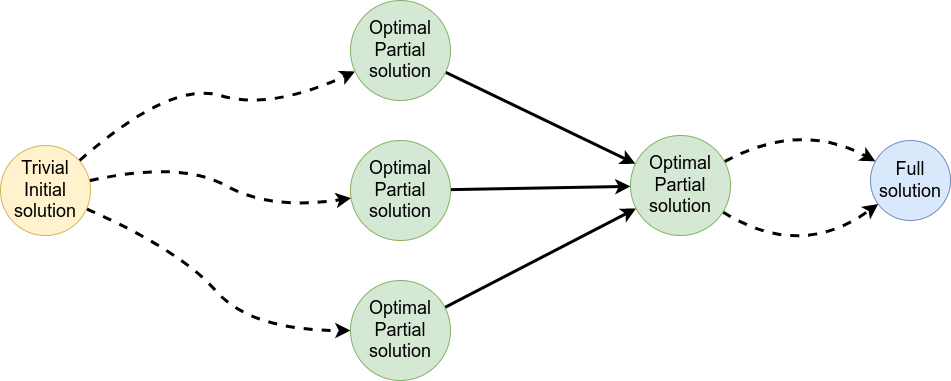 Optimal
Partial
solution
Trivial
Initial
solution
Optimal
Partial
solution
Optimal
Partial
solution
Full
solution
Optimal
Partial
solution